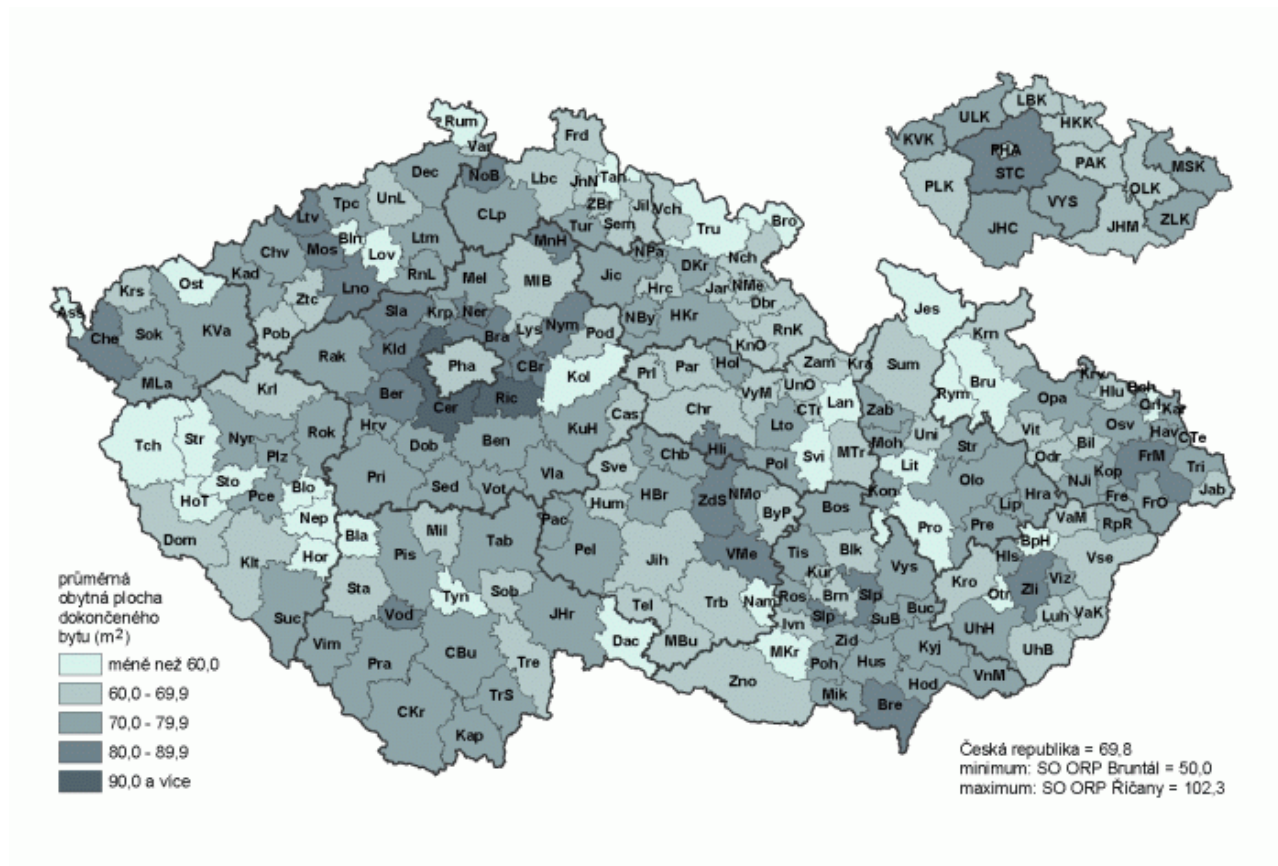 Rum
Frd
LBK
ULK
HKK
Var
KVK
PHA
Dec
NoB
Lbc
JnN
Tan
STC
PAK
MSK
Tpc
UnL
ZBr
Jil
Vch
PLK
OLK
Ltv
CLp
Sem
Tru
Bro
VYS
ZLK
Bln
Tur
JHC
JHM
Chv
Mos
Lov
Ltm
MnH
NPa
Nch
Kad
RnL
Mel
MlB
Jic
DKr
Krs
Ost
Ztc
Lno
Hrc
Jar
NMe
Jes
Ass
Sla
Krp
Ner
Dbr
Che
Sok
KVa
Pob
Bra
Lys
Nym
Pod
NBy
HKr
RnK
Krn
Rak
Kld
KnO
Pha
CBr
Kol
Prl
Par
Hol
Zam
Kra
Sum
MLa
Krl
Ber
Cer
Ric
VyM
UnO
Rym
Bru
Krv
Hlu
Boh
Cas
Chr
CTr
Lan
Zab
Opa
Orl
Kar
Tch
Str
Nyr
Rok
Hrv
Dob
Ben
KuH
Lto
Moh
Uni
Vit
Osv
Hav
CTe
Plz
Hli
MTr
Str
Bil
Chb
Pol
Svi
Lit
Odr
FrM
Tri
Sto
Pce
Blo
Pri
Sed
Vot
Vla
Sve
Olo
NJi
Kop
Jab
HoT
Hum
HBr
ZdS
NMo
Kon
Hra
Fre
FrO
Nep
ByP
Bos
Lip
Pac
Pro
VaM
RpR
Dom
Hor
Bla
Mil
Tab
Pre
BpH
Klt
Pis
Pel
VMe
Tis
Blk
Hls
Vse
Jih
Kur
Vys
průměrná
obytná plocha
dokončeného
bytu (m²)
Sta
Tyn
Sob
Trb
Nam
Ros
Brn
Slp
Kro
Otr
Zli
Viz
Suc
Vod
JHr
Tel
Slp
Buc
Luh
VaK
Dac
MBu
Ivn
SuB
UhH
Vim
CBu
Zid
Kyj
UhB
Pra
Tre
MKr
Poh
Hus
VnM
méně než 60,0
Zno
Hod
60,0 - 69,9
TrS
Mik
Bre
70,0 - 79,9
CKr
Kap
80,0 - 89,9
90,0 a více
Česká republika = 69,8
minimum: SO ORP Bruntál = 50,0
maximum: SO ORP Říčany = 102,3